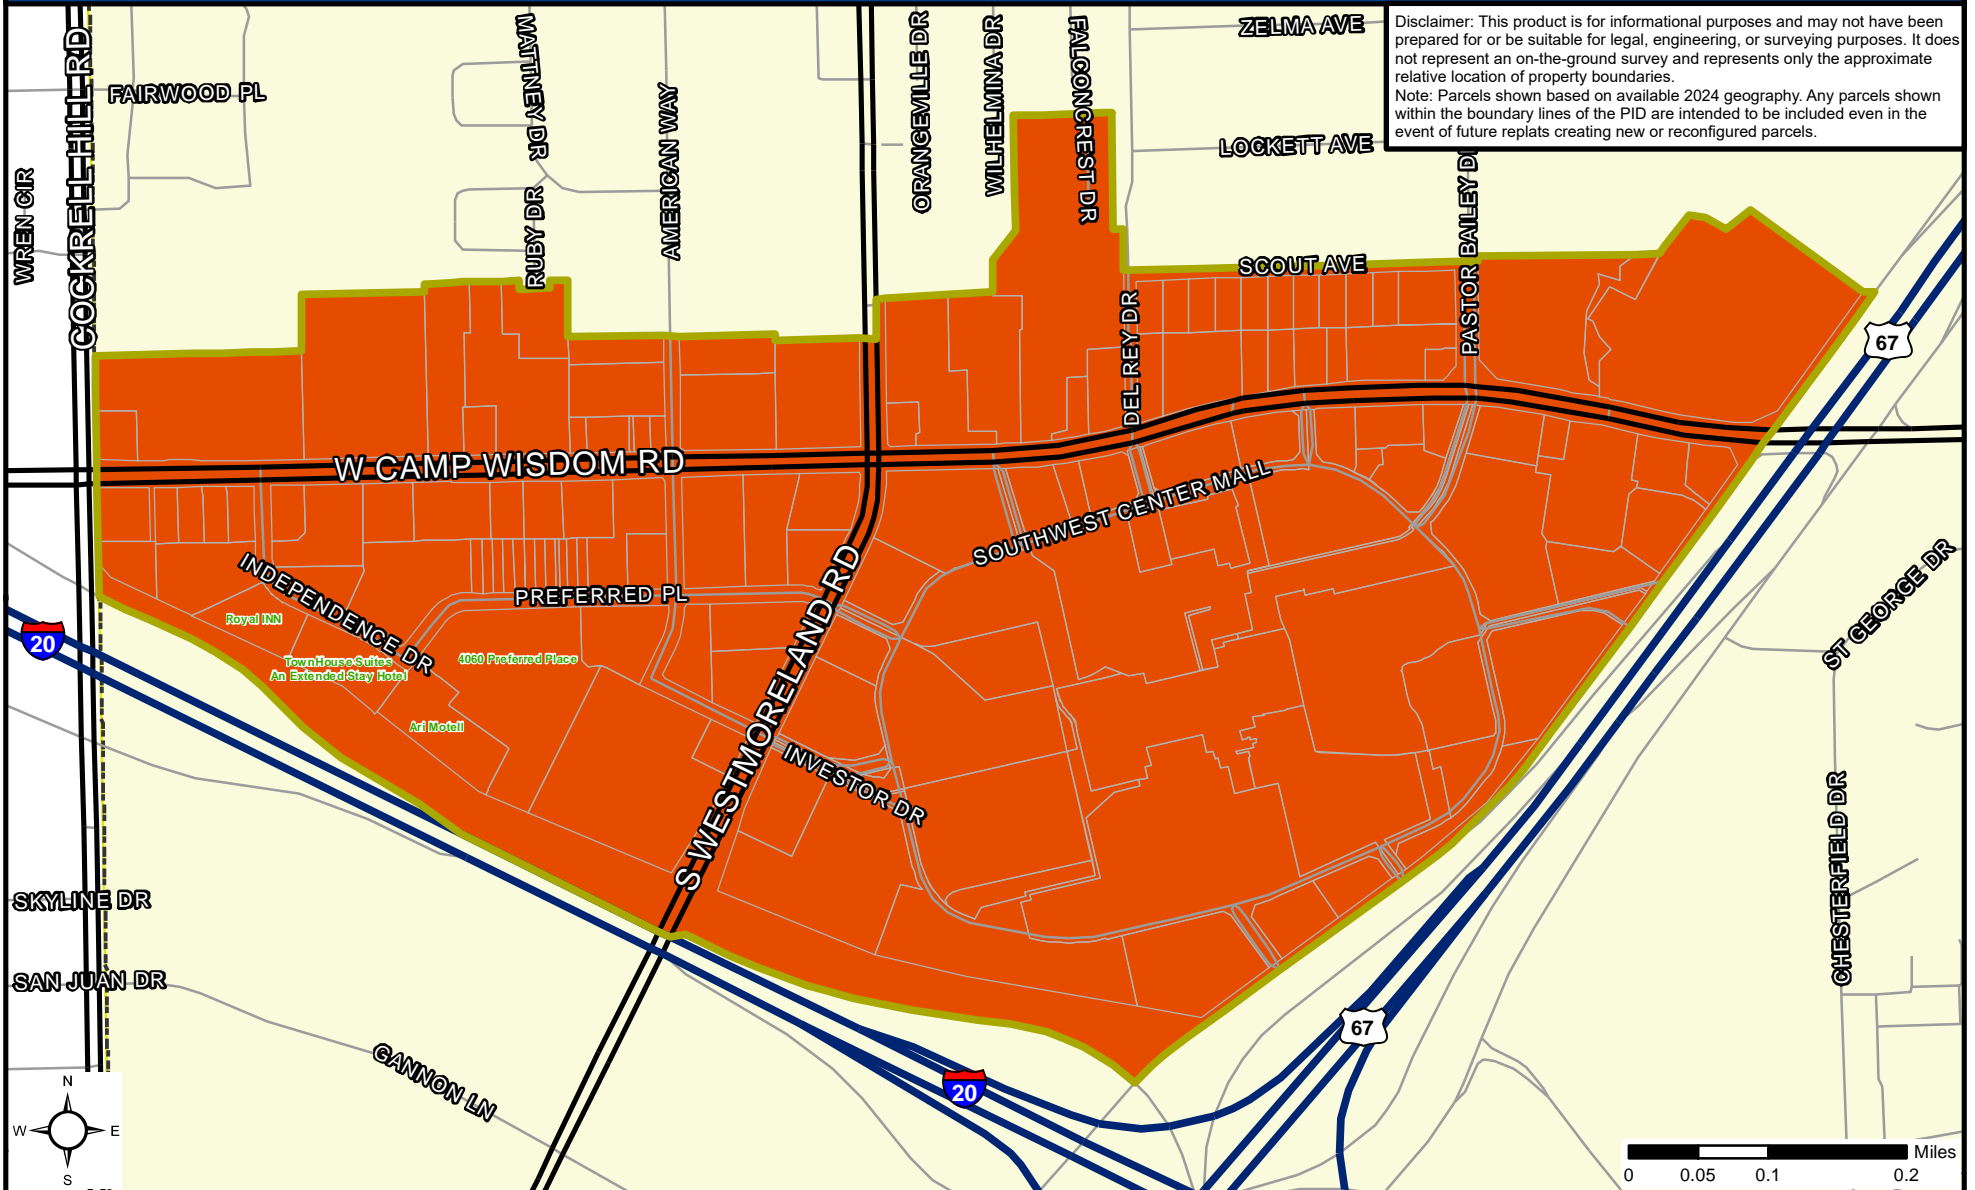 Disclaimer: This product is for informational purposes and may not have been
prepared for or be suitable for legal, engineering, or surveying purposes. It does
not represent an on-the-ground survey and represents only the approximate
relative location of property boundaries.
Note: Parcels shown based on available 2024 geography. Any parcels shown
within the boundary lines of the PID are intended to be included even in the
event of future replats creating new or reconfigured parcels.
ZELMA AVE
LOCKETT AVE
FAIRWOOD PL
COCKRELL HILL RD
WREN CIR
MATTNEY DR
RUBY DR
AMERICAN WAY
ORANGEVILLE DR
WILHELMINA DR
FALCONCREST DR
SCOUT AVE
DEL REY DR
PASTOR BAILEY
67
W CAMP WISDOM RD
SOUTHWEST CENTER MALL
INDEPENDENCE DR
PREFERRED PL
S WESTMORELAND RD
INVESTOR DR
Royal INN
TownHouse Suites
An Extended Stay Hotel
4060 Preferred Place
Ari Motell
20
ST GEORGE DR
CHESTERFIELD DR
SKYLINE DR
SAN JUAN DR
GANNON LN
67
20
N
W E
S
Miles
0 0.05 0.1 0.2